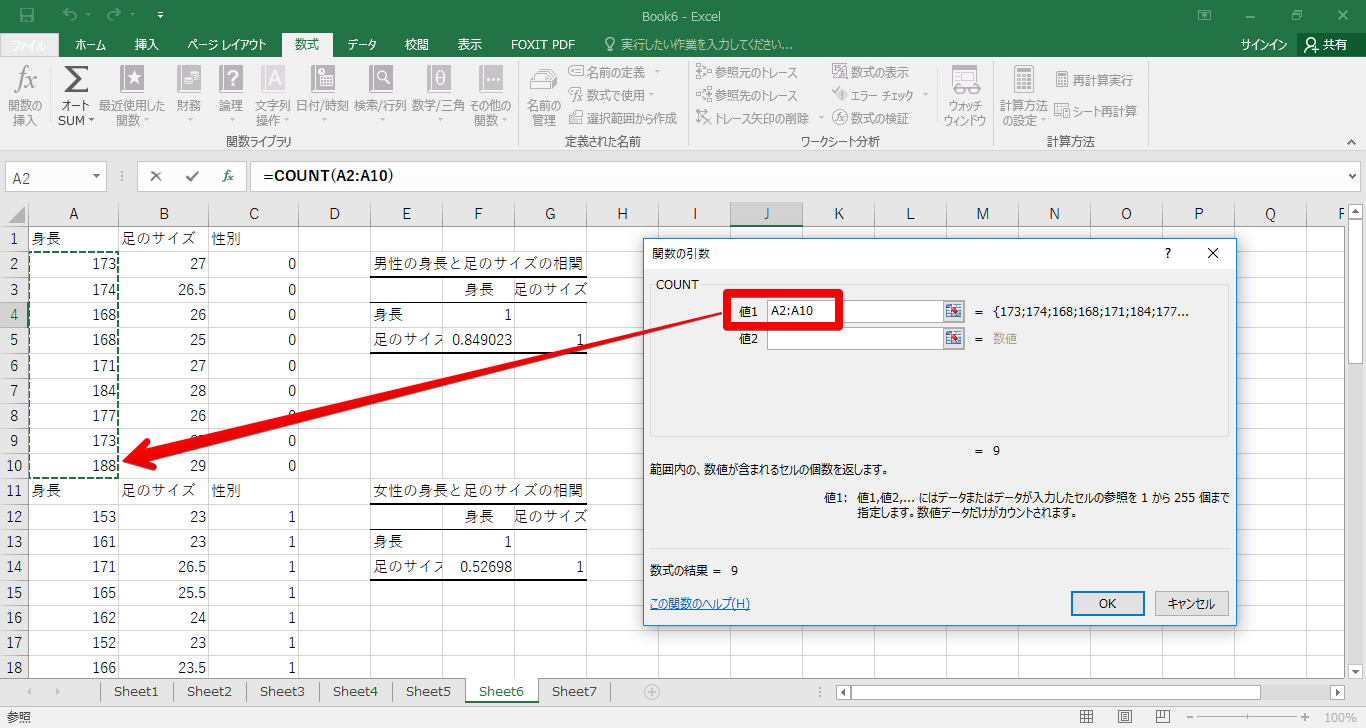 Book6 - Excel
ファイル ホーム 挿入 ページ レイアウト 数式 データ 校閲 表示 FOXIT PDF 実行したい作業を入力してください... サインイン 共有
fx 関数の挿入
Σ オート SUM
最近使用した関数
財務
論理
文字列操作
日付/時刻
検索/行列
数学/三角
その他の関数
関数ライブラリ
名前の管理
名前の定義
数式で使用
選択範囲から作成
定義された名前
参照元のトレース
参照先のトレース
トレース矢印の削除
数式の表示
エラー チェック
数式の検証
ウォッチ ウィンドウ
ワークシート分析
計算方法の設定
再計算実行
シート再計算
計算方法
A2 fx =COUNT(A2:A10)
A B C D E F G H I J K L M N O P Q
1 身長 足のサイズ 性別
2 173 27 0 男性の身長と足のサイズの相関
3 174 26.5 0 身長 足のサイズ
4 168 26 0 身長 1
5 168 25 0 足のサイズ 0.849023 1
6 171 27 0
7 184 28 0
8 177 26 0
9 173 0
10 188 29 0
11 身長 足のサイズ 性別 女性の身長と足のサイズの相関
12 153 23 1 身長 足のサイズ
13 161 23 1 身長 1
14 171 26.5 1 足のサイズ 0.52698 1
15 165 25.5 1
16 162 24 1
17 152 23 1
18 166 23.5 1
関数の引数 ?
COUNT
値1 A2:A10 = {173;174;168;168;171;184;177...
値2 = 数値
= 9
範囲内の、数値が含まれるセルの個数を返します。
値1: 値1,値2,... にはデータまたはデータが入力したセルの参照を 1 から 255 個まで
指定します。数値データだけがカウントされます。
数式の結果 = 9
この関数のヘルプ(H) OK キャンセル
Sheet1 Sheet2 Sheet3 Sheet4 Sheet5 Sheet6 Sheet7
参照 100%